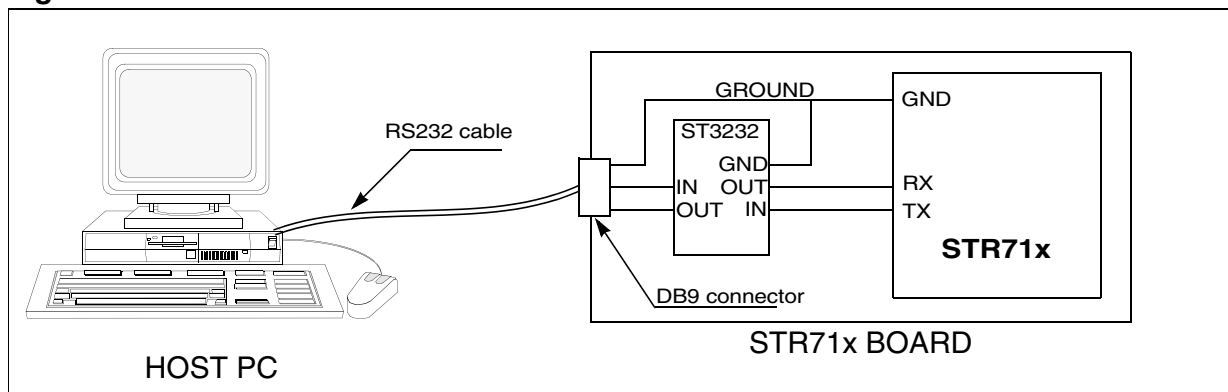 GROUND
GND
ST3232
RS232 cable
GND
IN OUT
RX
OUT IN
TX
STR71x
DB9 connector
STR71x BOARD
HOST PC